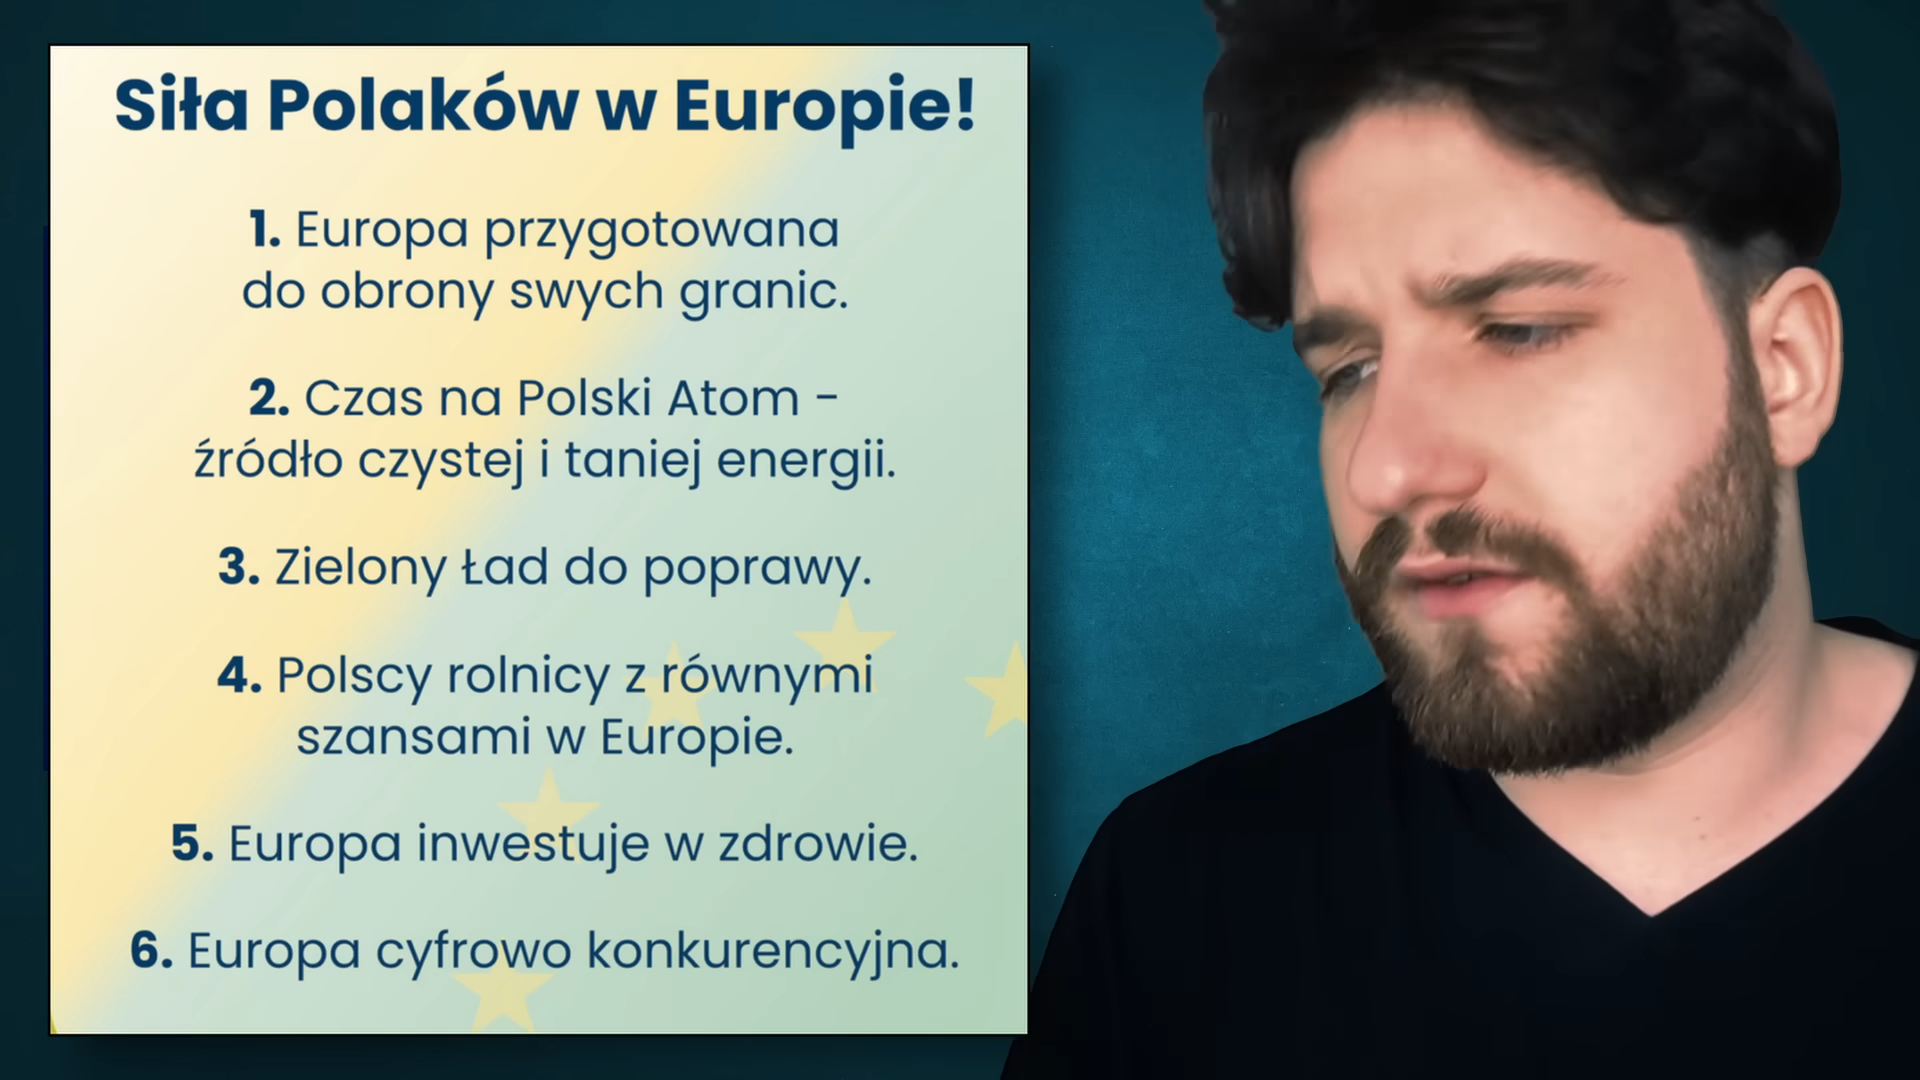 Siła Polaków w Europie!
1. Europa przygotowana
do obrony swych granic.
2. Czas na Polski Atom -
źródło czystej i taniej energii.
3. Zielony Ład do poprawy.
4. Polscy rolnicy z równymi
szansami w Europie.
5. Europa inwestuje w zdrowie.
6. Europa cyfrowo konkurencyjna.